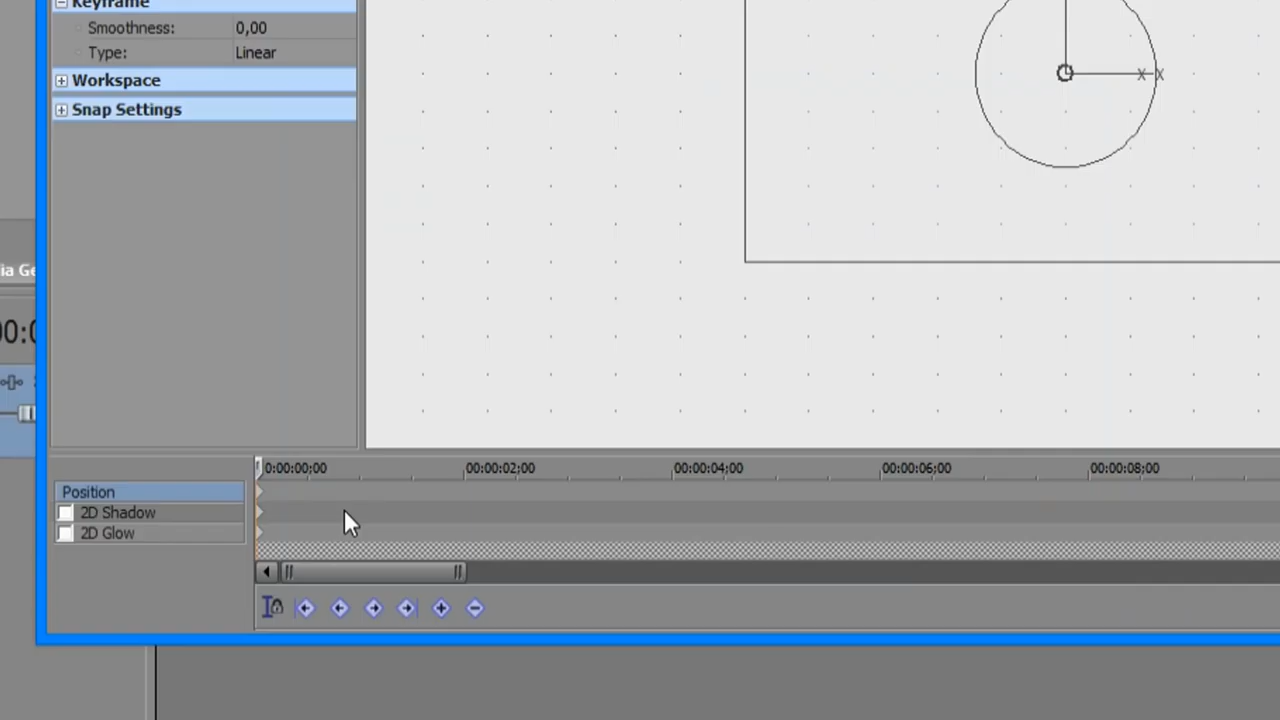 Keyframe
Smoothness: 0,00
Type: Linear
Workspace
X X
Snap Settings
ia Ge
00:0
0:00:00;00 00:00:02;00 00:00:04;00 00:00:06;00 00:00:08;00
Position
2D Shadow
2D Glow